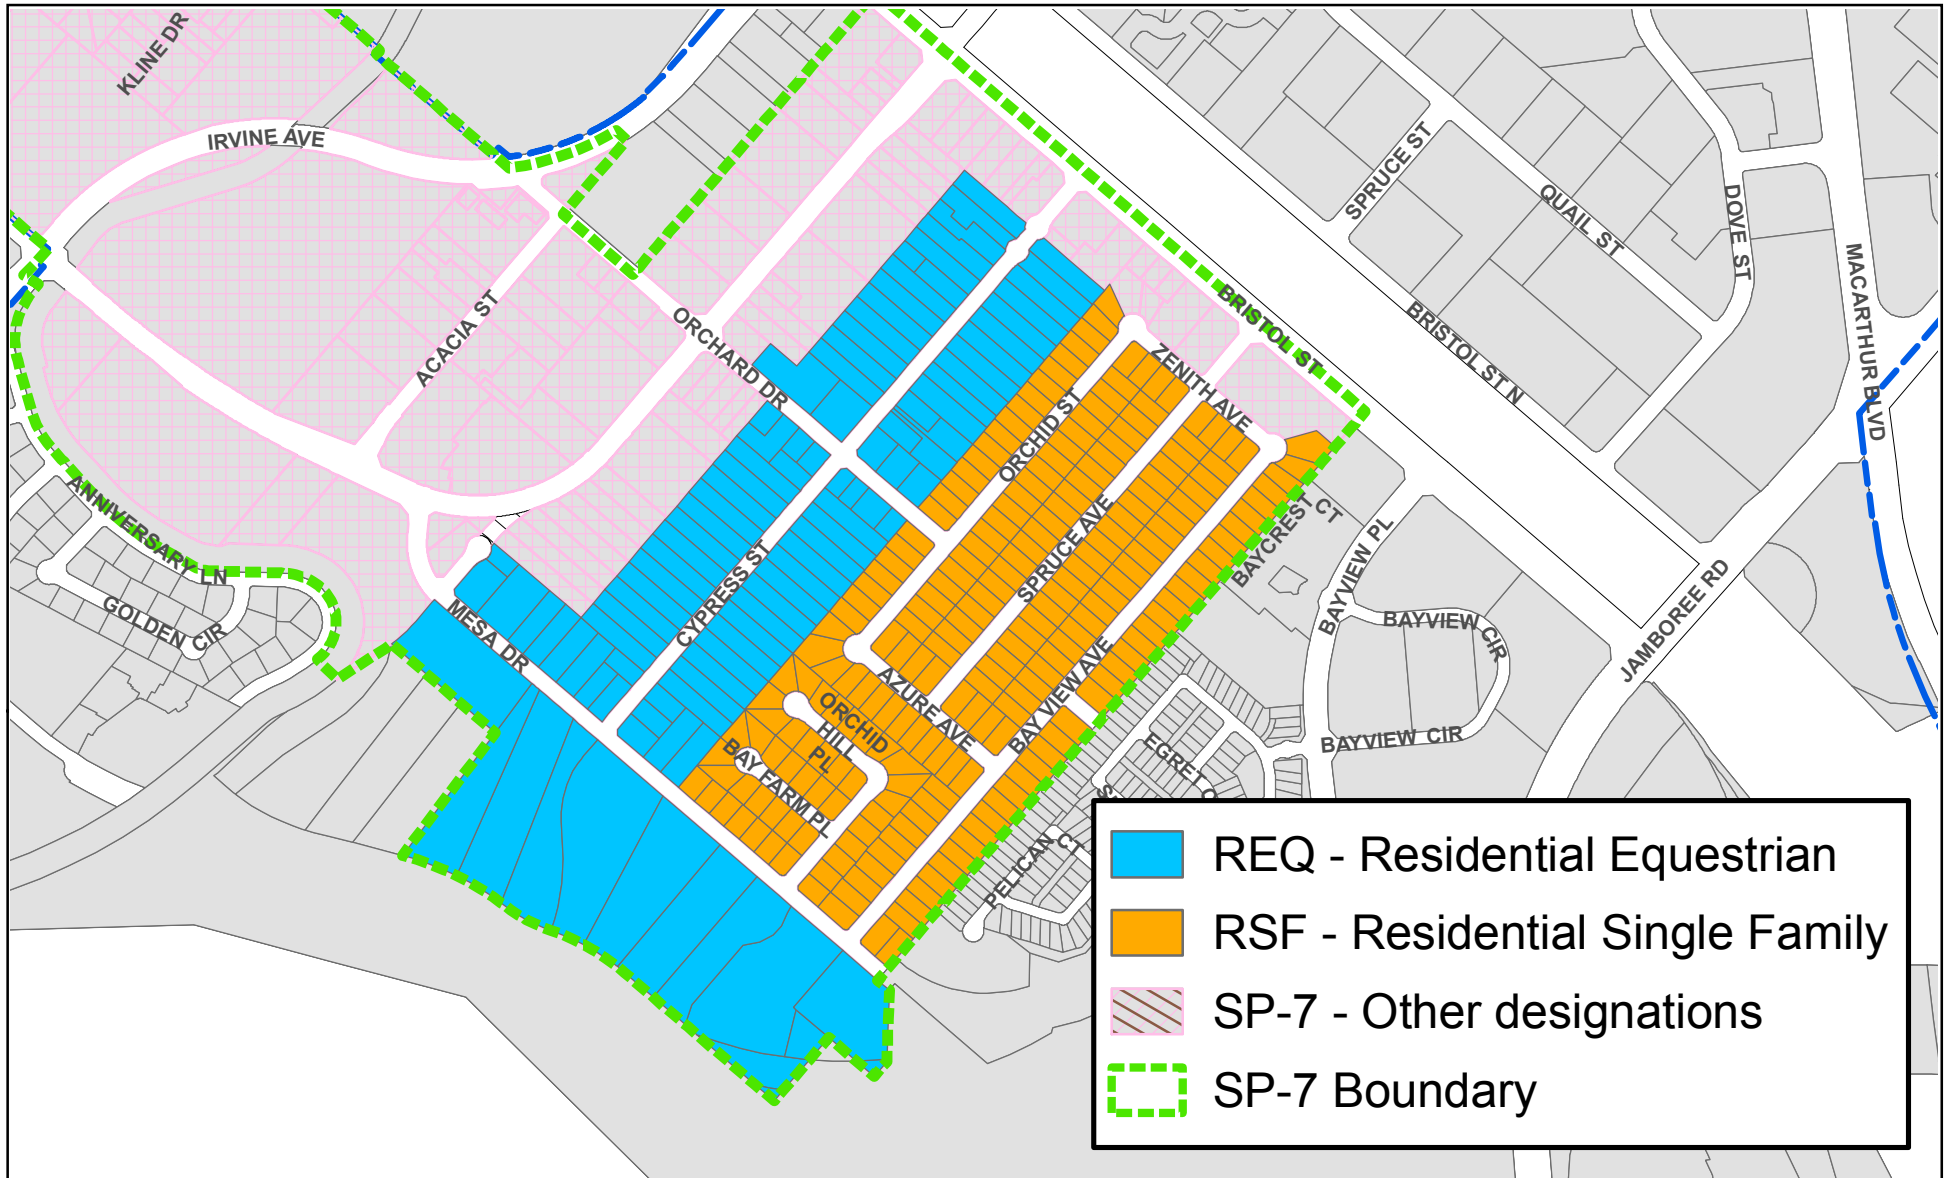 KLINE DR
IRVINE AVE
SPRUCE ST
QUAIL ST
DOVE ST
MACARTHUR BLVD
ACACIA ST
ORCHARD DR
BRISTOL ST
BRISTOL ST N
ZENITH AVE
ORCHID ST
ANNIVERSARY LN
GOLDEN CIR
MESA DR
CYPRESS ST
SPRUCE AVE
BAYCREST CT
BAYVIEW PL
BAYVIEW CIR
JAMBOREE RD
AZURE AVE
BAY VIEW AVE
ORCHID
HILL
PL
BAY FARM PL
BAYVIEW CIR
EGRET C
PELICAN CT
REQ - Residential Equestrian
RSF - Residential Single Family
SP-7 - Other designations
SP-7 Boundary